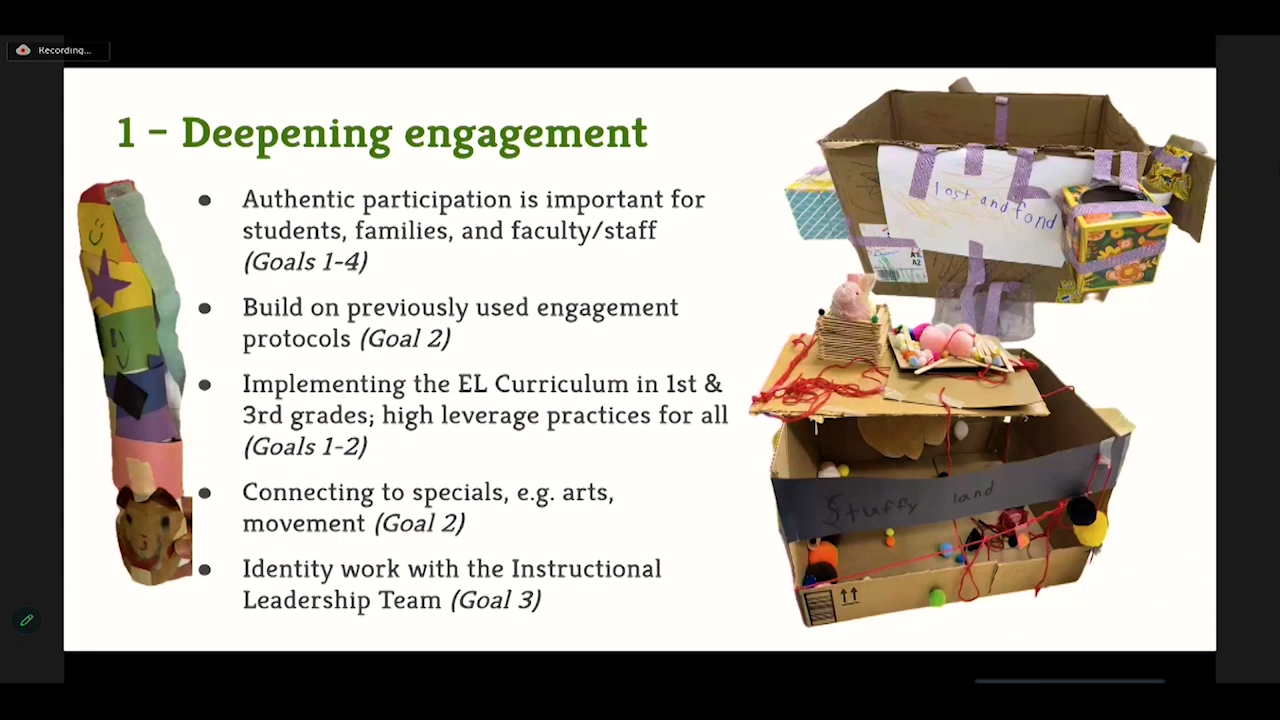 Recording...
1 – Deepening engagement
● Authentic participation is important for
students, families, and faculty/staff
(Goals 1-4)
● Build on previously used engagement
protocols (Goal 2)
● Implementing the EL Curriculum in 1st &
3rd grades; high leverage practices for all
(Goals 1-2)
● Connecting to specials, e.g. arts,
movement (Goal 2)
● Identity work with the Instructional
Leadership Team (Goal 3)
lost and fond
A1
A2
Stuffy land